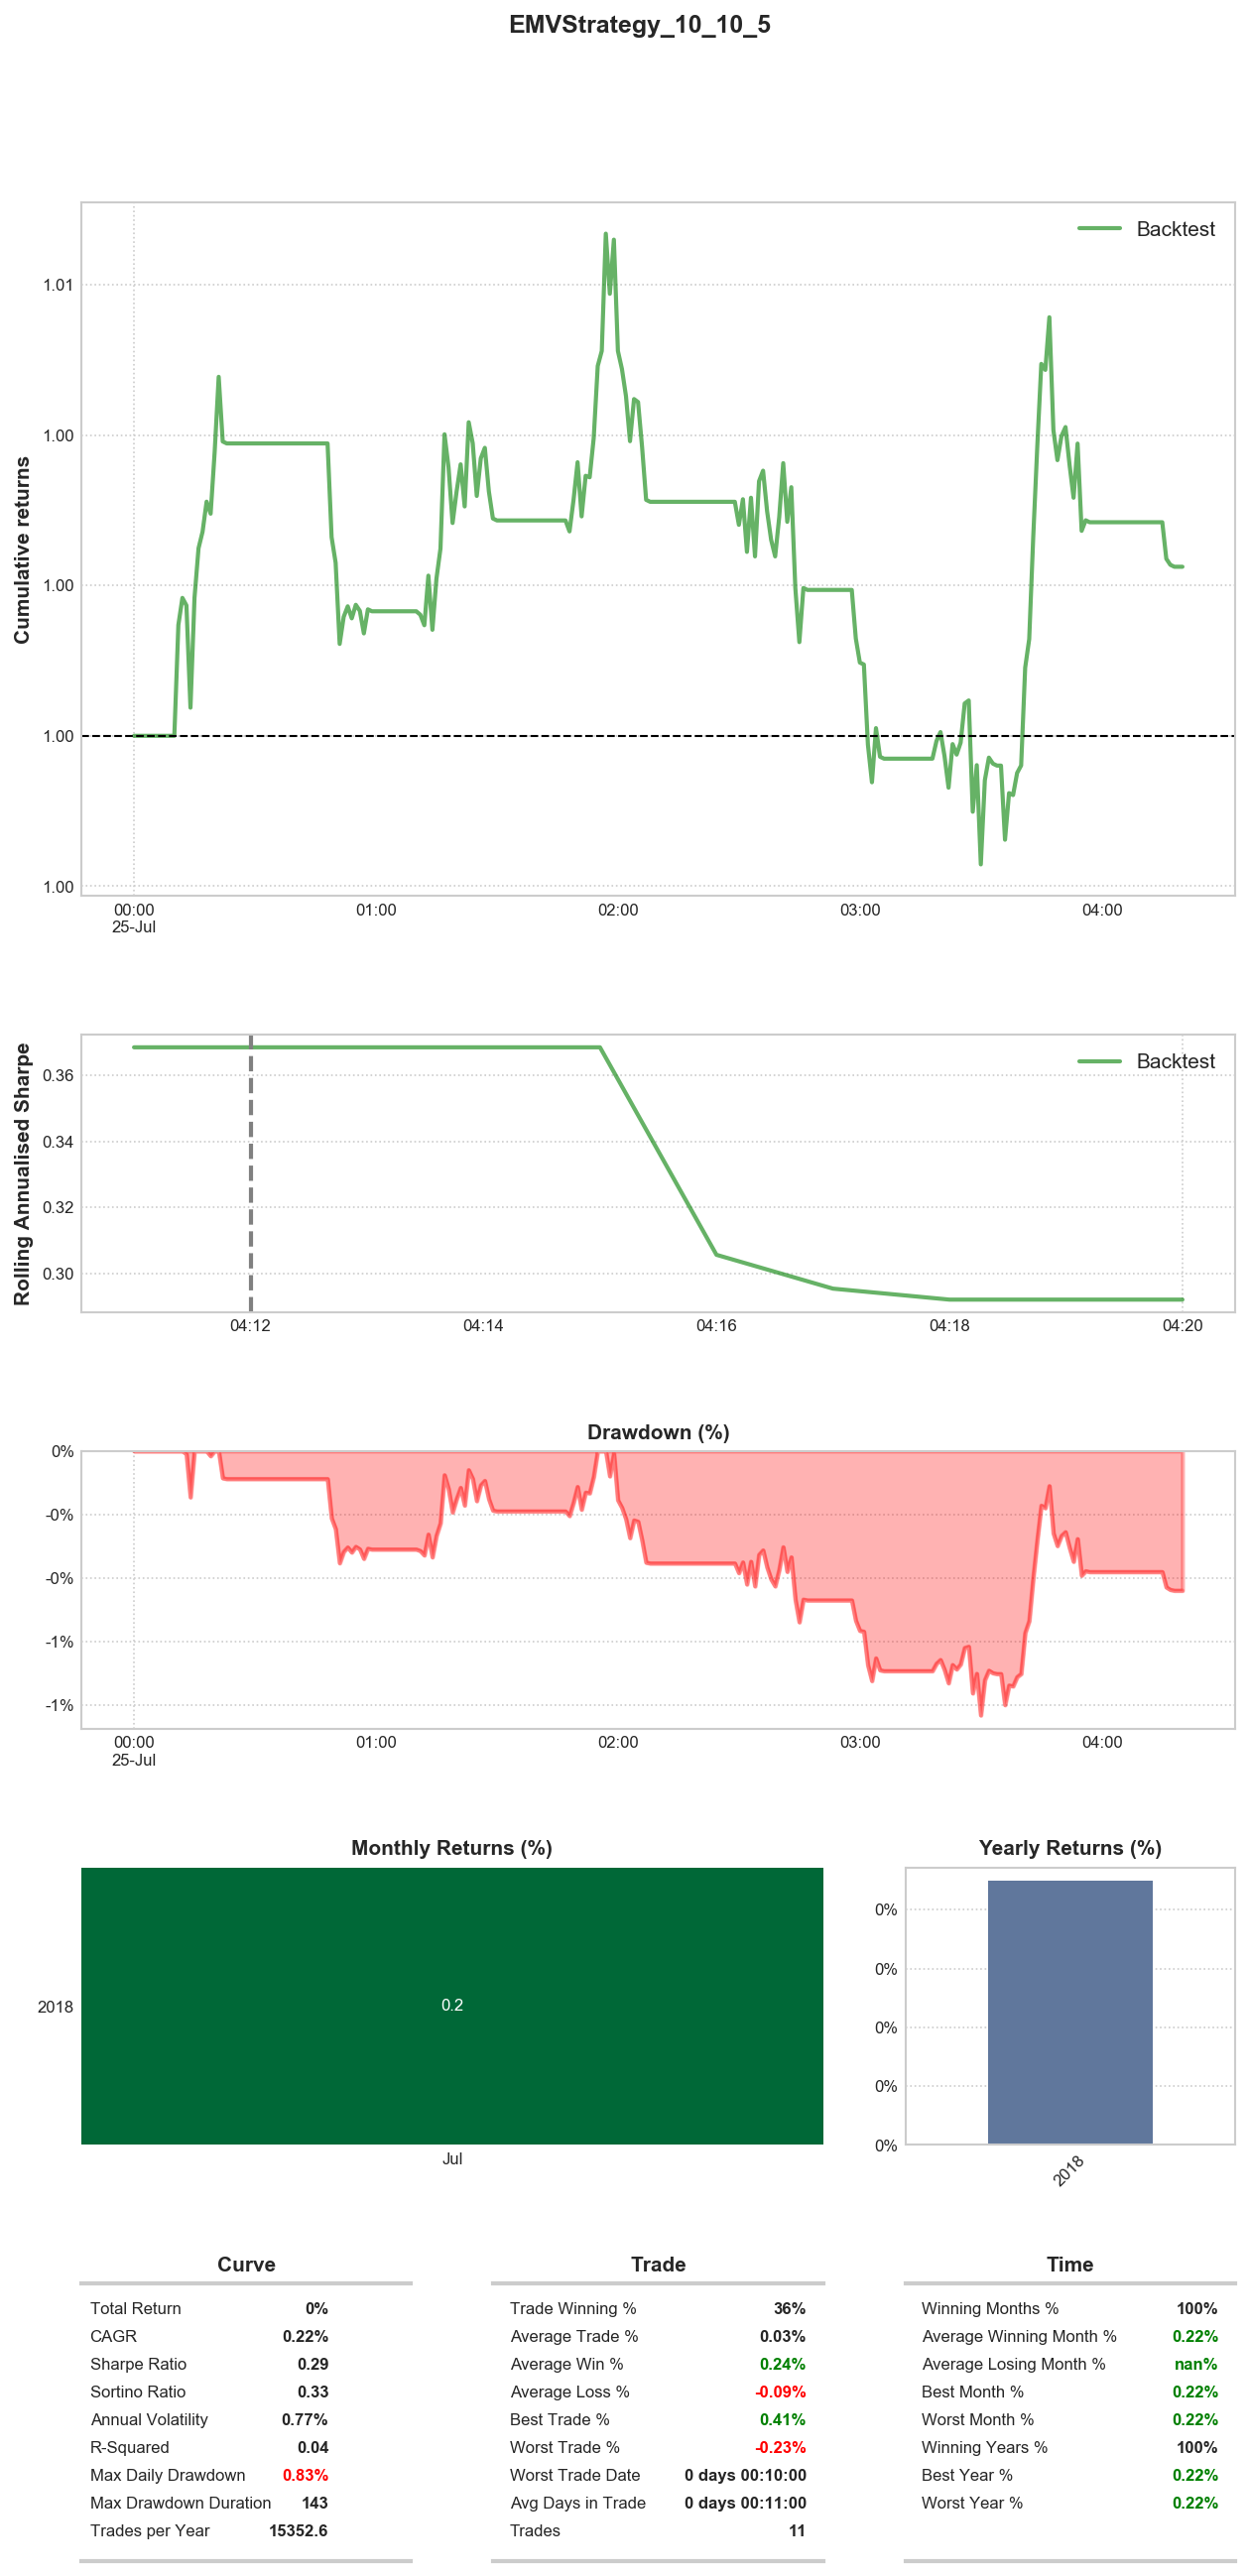 EMVStrategy_10_10_5
Backtest
Cumulative returns
1.01
1.00
1.00
1.00
1.00
00:00 01:00 02:00 03:00 04:00
25-Jul
Backtest
Rolling Annualised Sharpe
0.36
0.34
0.32
0.30
04:12 04:14 04:16 04:18 04:20
Drawdown (%)
0%
-0%
-0%
-1%
-1%
00:00 01:00 02:00 03:00 04:00
25-Jul
Monthly Returns (%)
2018
0.2
Jul
Yearly Returns (%)
0%
0%
0%
0%
0%
2018
Curve
Total Return 0%
CAGR 0.22%
Sharpe Ratio 0.29
Sortino Ratio 0.33
Annual Volatility 0.77%
R-Squared 0.04
Max Daily Drawdown 0.83%
Max Drawdown Duration 143
Trades per Year 15352.6
Trade
Trade Winning % 36%
Average Trade % 0.03%
Average Win % 0.24%
Average Loss % -0.09%
Best Trade % 0.41%
Worst Trade % -0.23%
Worst Trade Date 0 days 00:10:00
Avg Days in Trade 0 days 00:11:00
Trades 11
Time
Winning Months % 100%
Average Winning Month % 0.22%
Average Losing Month % nan%
Best Month % 0.22%
Worst Month % 0.22%
Winning Years % 100%
Best Year % 0.22%
Worst Year % 0.22%